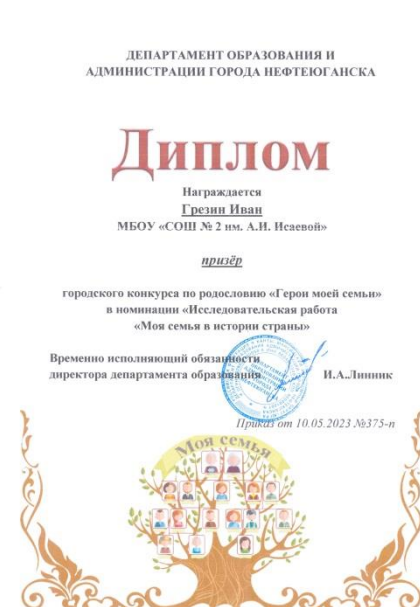 ДЕПАРТАМЕНТ ОБРАЗОВАНИЯ И
АДМИНИСТРАЦИИ ГОРОДА НЕФТЕЮГАНСКА
Диплом
Награждается
Грезин Иван
МБОУ «СОШ № 2 им. А.И. Исаевой»
призёр
городского конкурса по родословию «Герои моей семьи»
в номинации «Исследовательская работа
«Моя семья в истории страны»
Временно исполняющий обязанности
директора департамента образования И.А.Линник
Приказ от 10.05.2023 №375-п
Моя семья